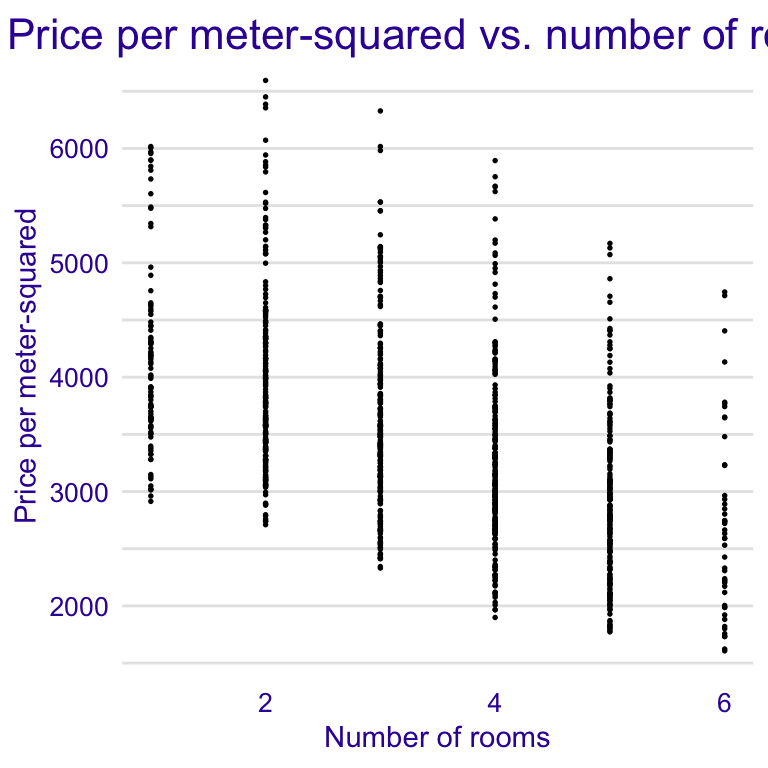 Price per meter-squared vs. number of
6000
5000
4000
3000
2000
Price per meter-squared
2
4
6
Number of rooms